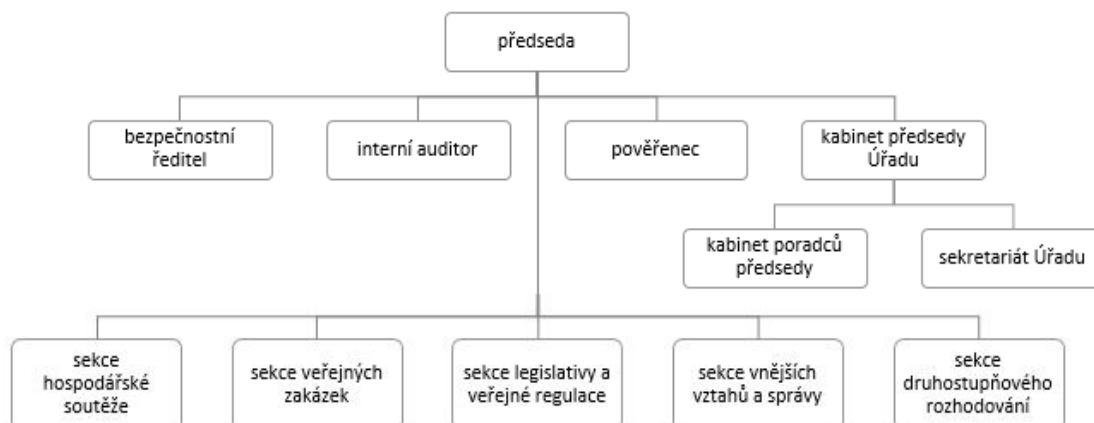 předseda
bezpečnostní
ředitel
interní auditor
pověřenec
kabinet předsedy
Úřadu
kabinet poradců
předsedy
sekretariát Úřadu
sekce
hospodářské
soutěže
sekce veřejných
zakázek
sekce legislativy a
veřejné regulace
sekce vnějších
vztahů a správy
sekce
druhostupňového
rozhodování